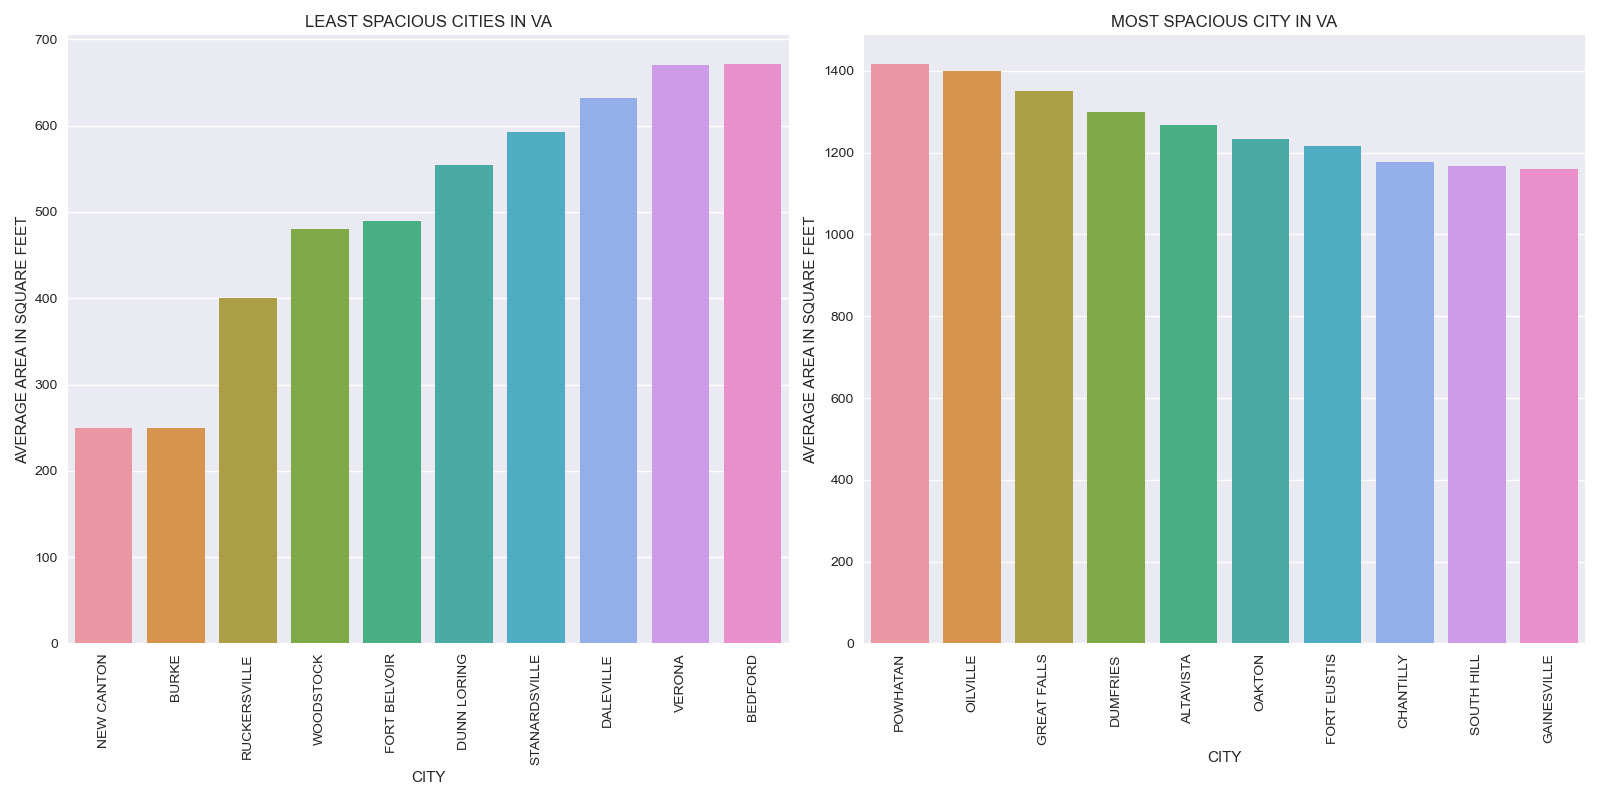 LEAST SPACIOUS CITIES IN VA
AVERAGE AREA IN SQUARE FEET
700
600
500
400
300
200
100
0
NEW CANTON
BURKE
RUCKERSVILLE
WOODSTOCK
FORT BELVOIR
DUNN LORING
STANARDSVILLE
DALEVILLE
VERONA
BEDFORD
CITY
MOST SPACIOUS CITY IN VA
AVERAGE AREA IN SQUARE FEET
1400
1200
1000
800
600
400
200
0
POWHATAN
OILVILLE
GREAT FALLS
DUMFRIES
ALTAVISTA
OAKTON
FORT EUSTIS
CHANTILLY
SOUTH HILL
GAINESVILLE
CITY